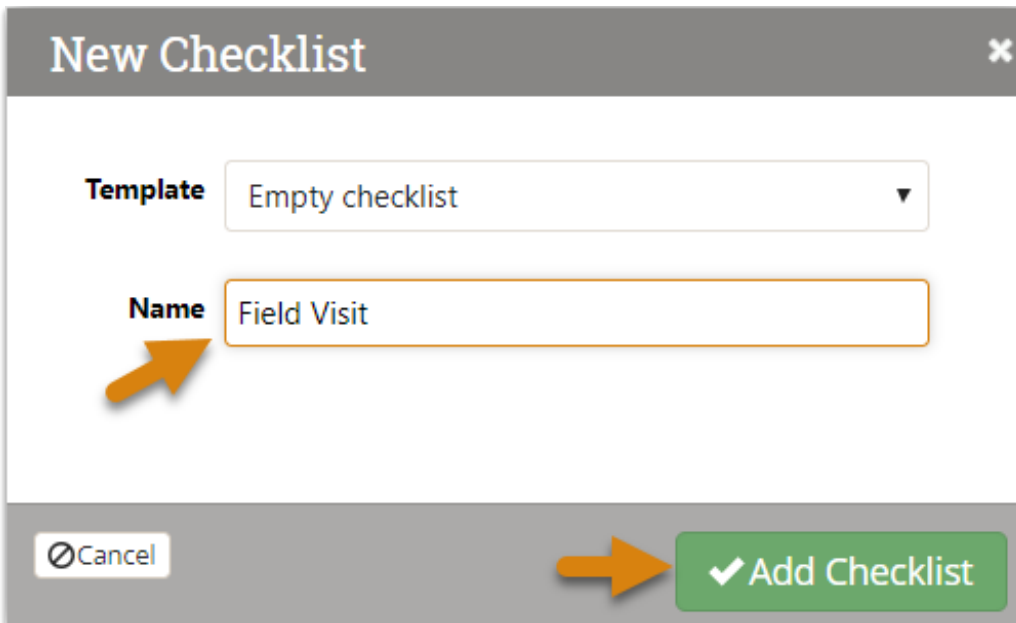 New Checklist
Template
Empty checklist
Name
Field Visit
Cancel
Add Checklist